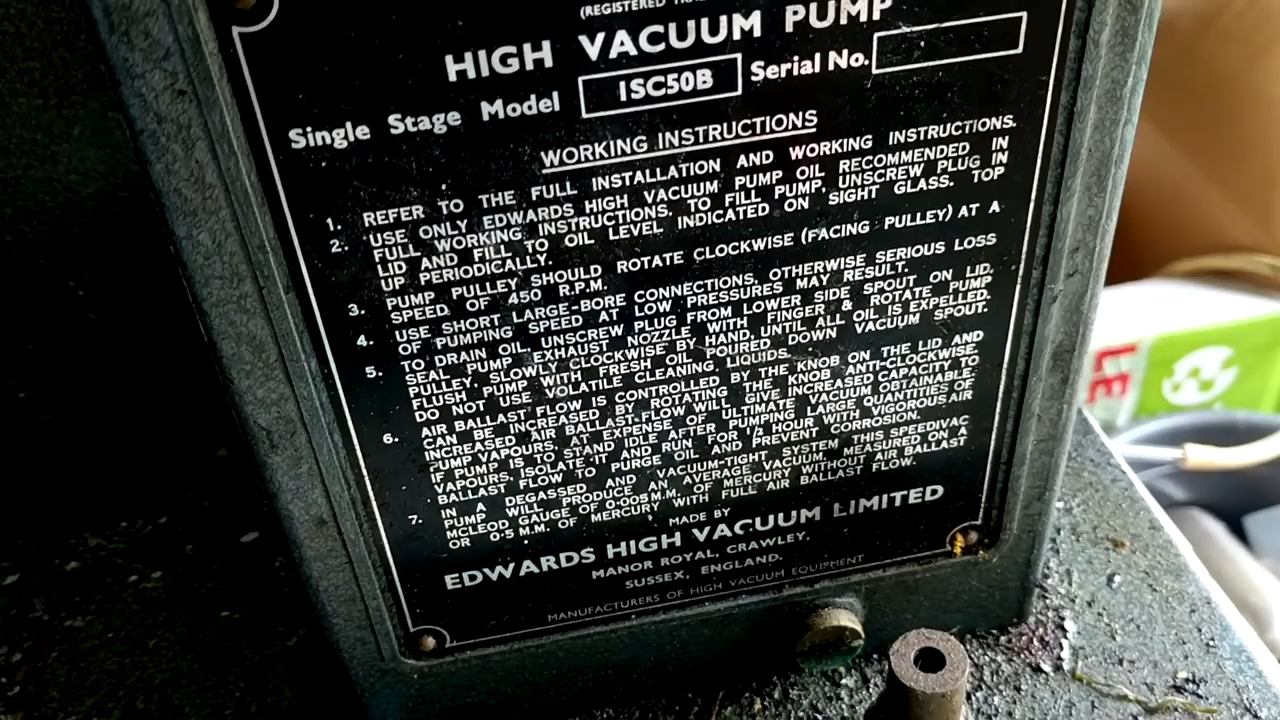 (REGISTERED TRA
HIGH VACUUM PUMP
Single Stage Model 1SC50B Serial No.
WORKING INSTRUCTIONS
1. REFER TO THE FULL INSTALLATION AND WORKING INSTRUCTIONS.
2. USE ONLY EDWARDS HIGH VACUUM PUMP OIL RECOMMENDED IN
FULL WORKING INSTRUCTIONS. TO FILL PUMP, UNSCREW PLUG IN
LID AND FILL TO OIL LEVEL INDICATED ON SIGHT GLASS. TOP
UP PERIODICALLY.
3. PUMP PULLEY SHOULD ROTATE CLOCKWISE (FACING PULLEY) AT A
SPEED OF 450 R.P.M.
4. USE SHORT LARGE-BORE CONNECTIONS, OTHERWISE SERIOUS LOSS
OF PUMPING SPEED AT LOW PRESSURES MAY RESULT.
5. TO DRAIN OIL, UNSCREW PLUG FROM LOWER SIDE SPOUT ON LID.
SEAL PUMP EXHAUST NOZZLE WITH FINGER & ROTATE PUMP
PULLEY SLOWLY CLOCKWISE BY HAND, UNTIL ALL OIL IS EXPELLED.
FLUSH PUMP WITH FRESH OIL POURED DOWN VACUUM SPOUT.
DO NOT USE VOLATILE CLEANING LIQUIDS.
6. AIR BALLAST FLOW IS CONTROLLED BY THE KNOB ON THE LID AND
CAN BE INCREASED BY ROTATING THE KNOB ANTI-CLOCKWISE.
INCREASED AIR BALLAST FLOW WILL GIVE INCREASED CAPACITY TO
PUMP VAPOURS, AT EXPENSE OF ULTIMATE VACUUM OBTAINABLE.
IF PUMP IS TO STAND IDLE AFTER PUMPING LARGE QUANTITIES OF
VAPOURS, ISOLATE IT AND RUN FOR 1/2 HOUR WITH VIGOROUS AIR
BALLAST FLOW TO PURGE OIL AND PREVENT CORROSION.
7. IN A DEGASSED AND VACUUM-TIGHT SYSTEM THIS SPEEDIVAC
PUMP WILL PRODUCE AN AVERAGE VACUUM, MEASURED ON A
MCLEOD GAUGE OF 0·005 M.M. OF MERCURY WITHOUT AIR BALLAST
OR 0·5 M.M. OF MERCURY WITH FULL AIR BALLAST FLOW.
MADE BY
EDWARDS HIGH VACUUM LIMITED
MANOR ROYAL, CRAWLEY,
SUSSEX, ENGLAND.
MANUFACTURERS OF HIGH VACUUM EQUIPMENT
LE